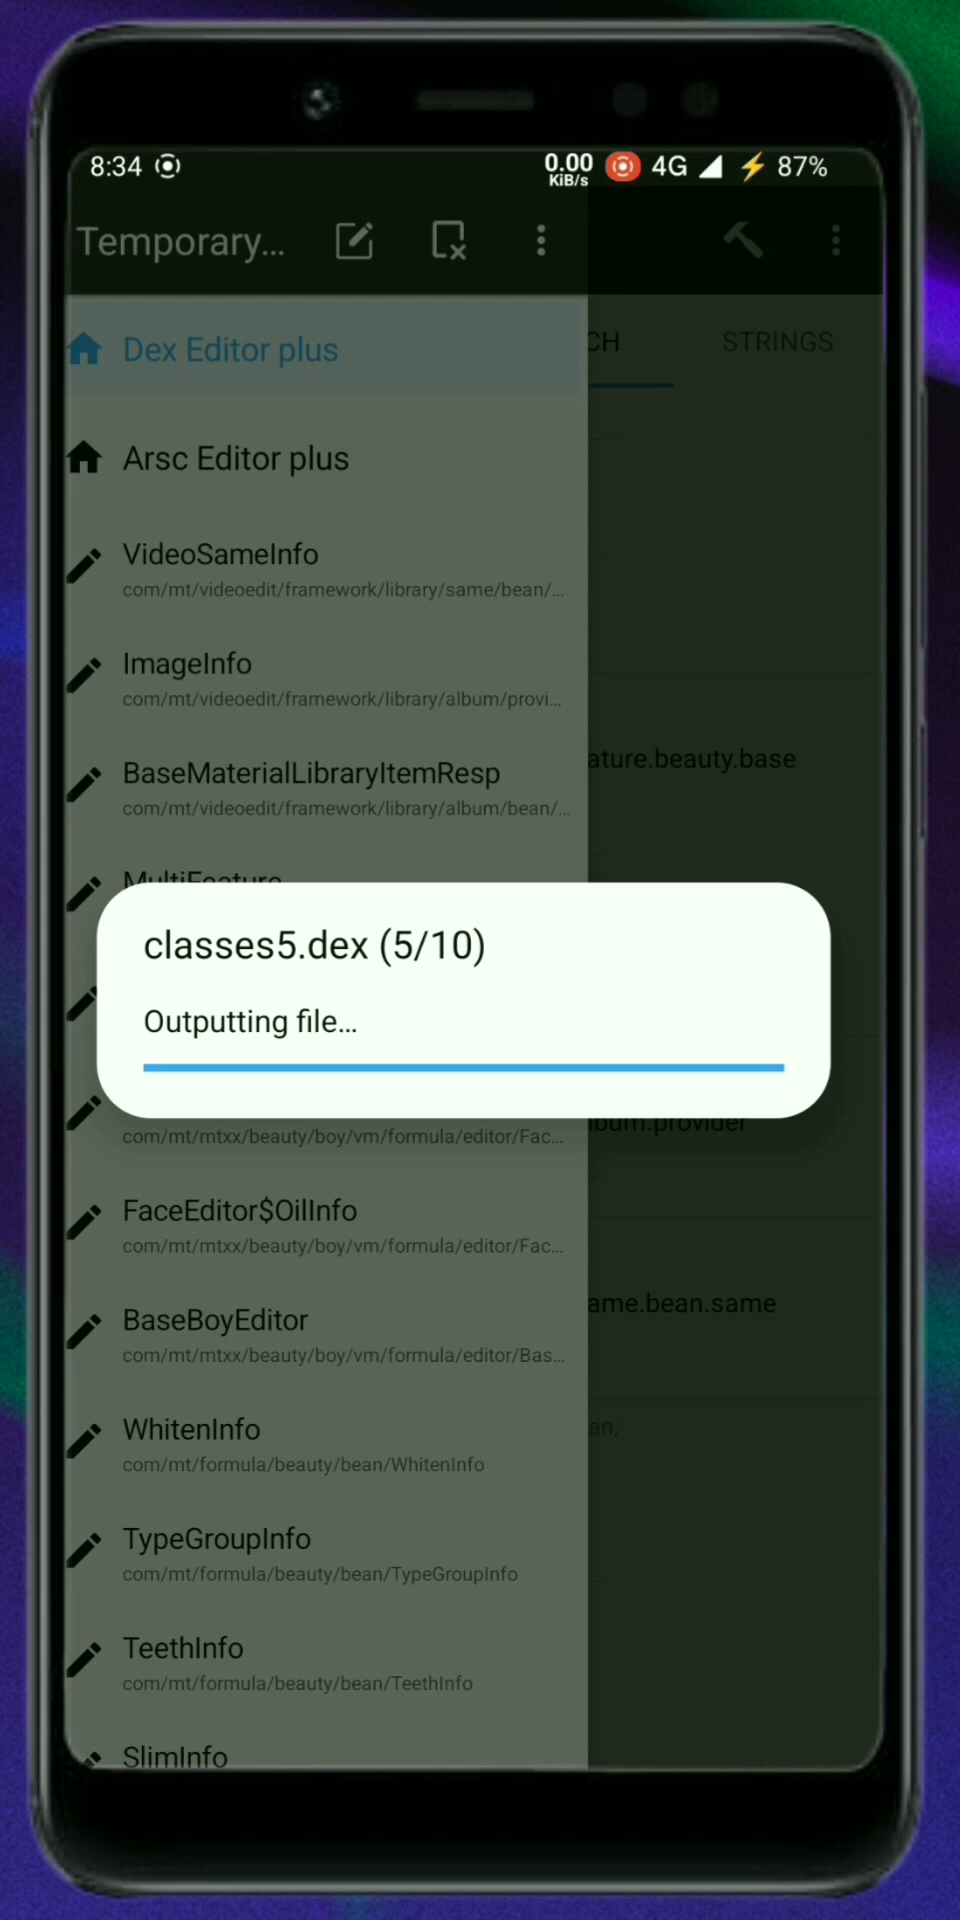 8:34 0.00 KiB/s 4G 87%
Temporary...
Dex Editor plus
CH STRINGS
Arsc Editor plus
VideoSameInfo
com/mt/videoedit/framework/library/same/bean/...
ImageInfo
com/mt/videoedit/framework/library/album/provi...
ature.beauty.base
BaseMaterialLibraryItemResp
com/mt/videoedit/framework/library/album/bean/...
MultiFeature
classes5.dex (5/10)
Outputting file...
com/mt/mtxx/beauty/boy/vm/formula/editor/Fac...
lbum.provider
FaceEditor$OilInfo
com/mt/mtxx/beauty/boy/vm/formula/editor/Fac...
ame.bean.same
BaseBoyEditor
com/mt/mtxx/beauty/boy/vm/formula/editor/Bas...
an;
WhitenInfo
com/mt/formula/beauty/bean/WhitenInfo
TypeGroupInfo
com/mt/formula/beauty/bean/TypeGroupInfo
TeethInfo
com/mt/formula/beauty/bean/TeethInfo
SlimInfo